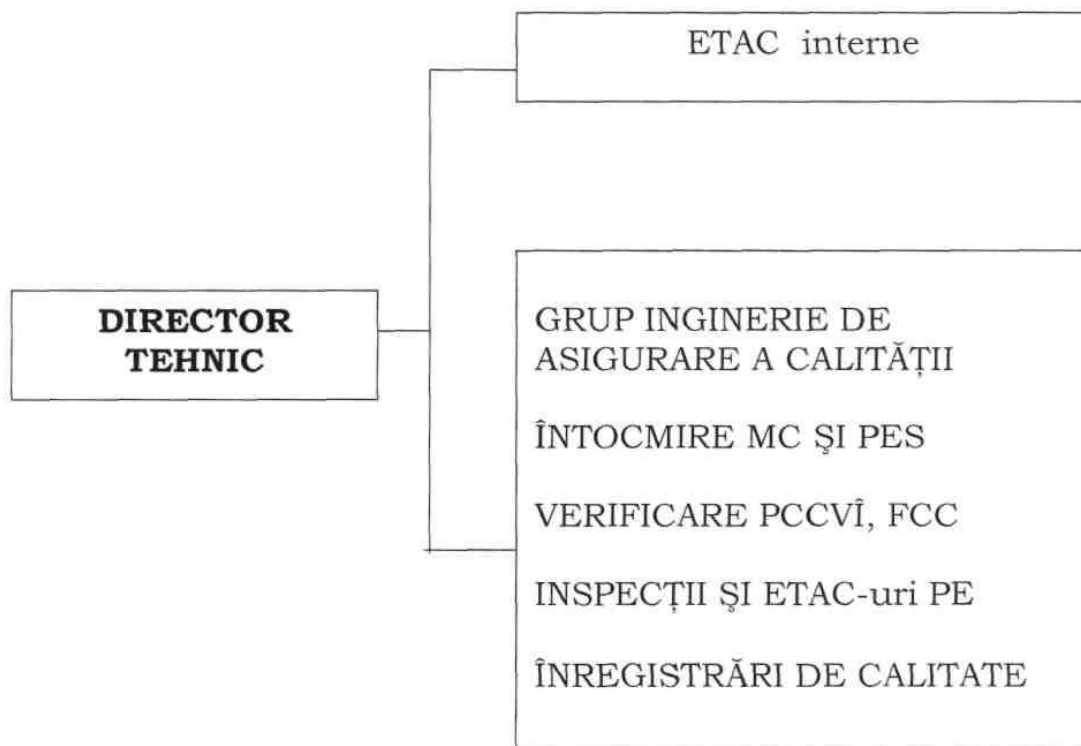 ETAC interne
DIRECTOR
TEHNIC
GRUP INGINERIE DE
ASIGURARE A CALITĂȚII
ÎNTOCMIRE MC ŞI PES
VERIFICARE PCCVÎ, FCC
INSPECȚII ŞI ETAC-uri PE
ÎNREGISTRĂRI DE CALITATE